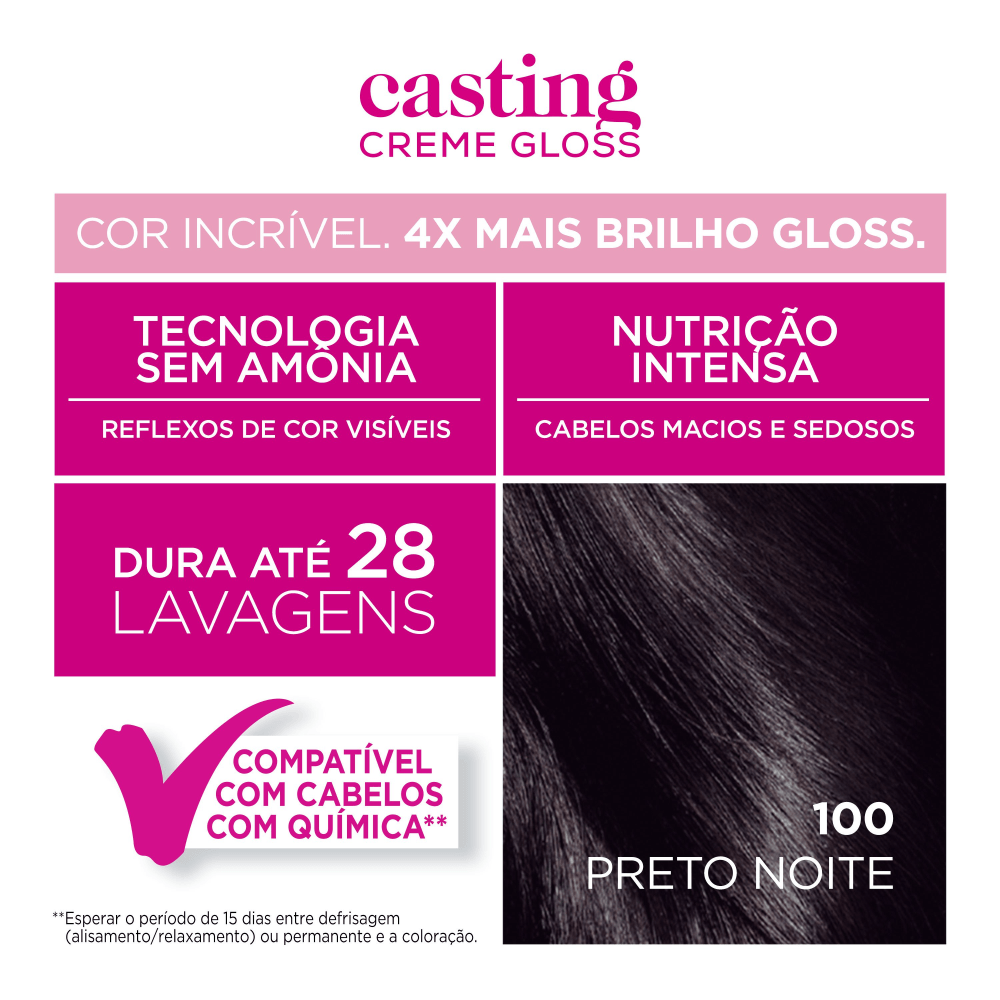 casting
CREME GLOSS
COR INCRÍVEL. 4X MAIS BRILHO GLOSS.
TECNOLOGIA
SEM AMÔNIA
REFLEXOS DE COR VISÍVEIS
NUTRIÇÃO
INTENSA
CABELOS MACIOS E SEDOSOS
DURA ATÉ 28
LAVAGENS
COMPATÍVEL
COM CABELOS
COM QUÍMICA**
100
PRETO NOITE
**Esperar o período de 15 dias entre defrisagem
(alisamento/relaxamento) ou permanente e a coloração.